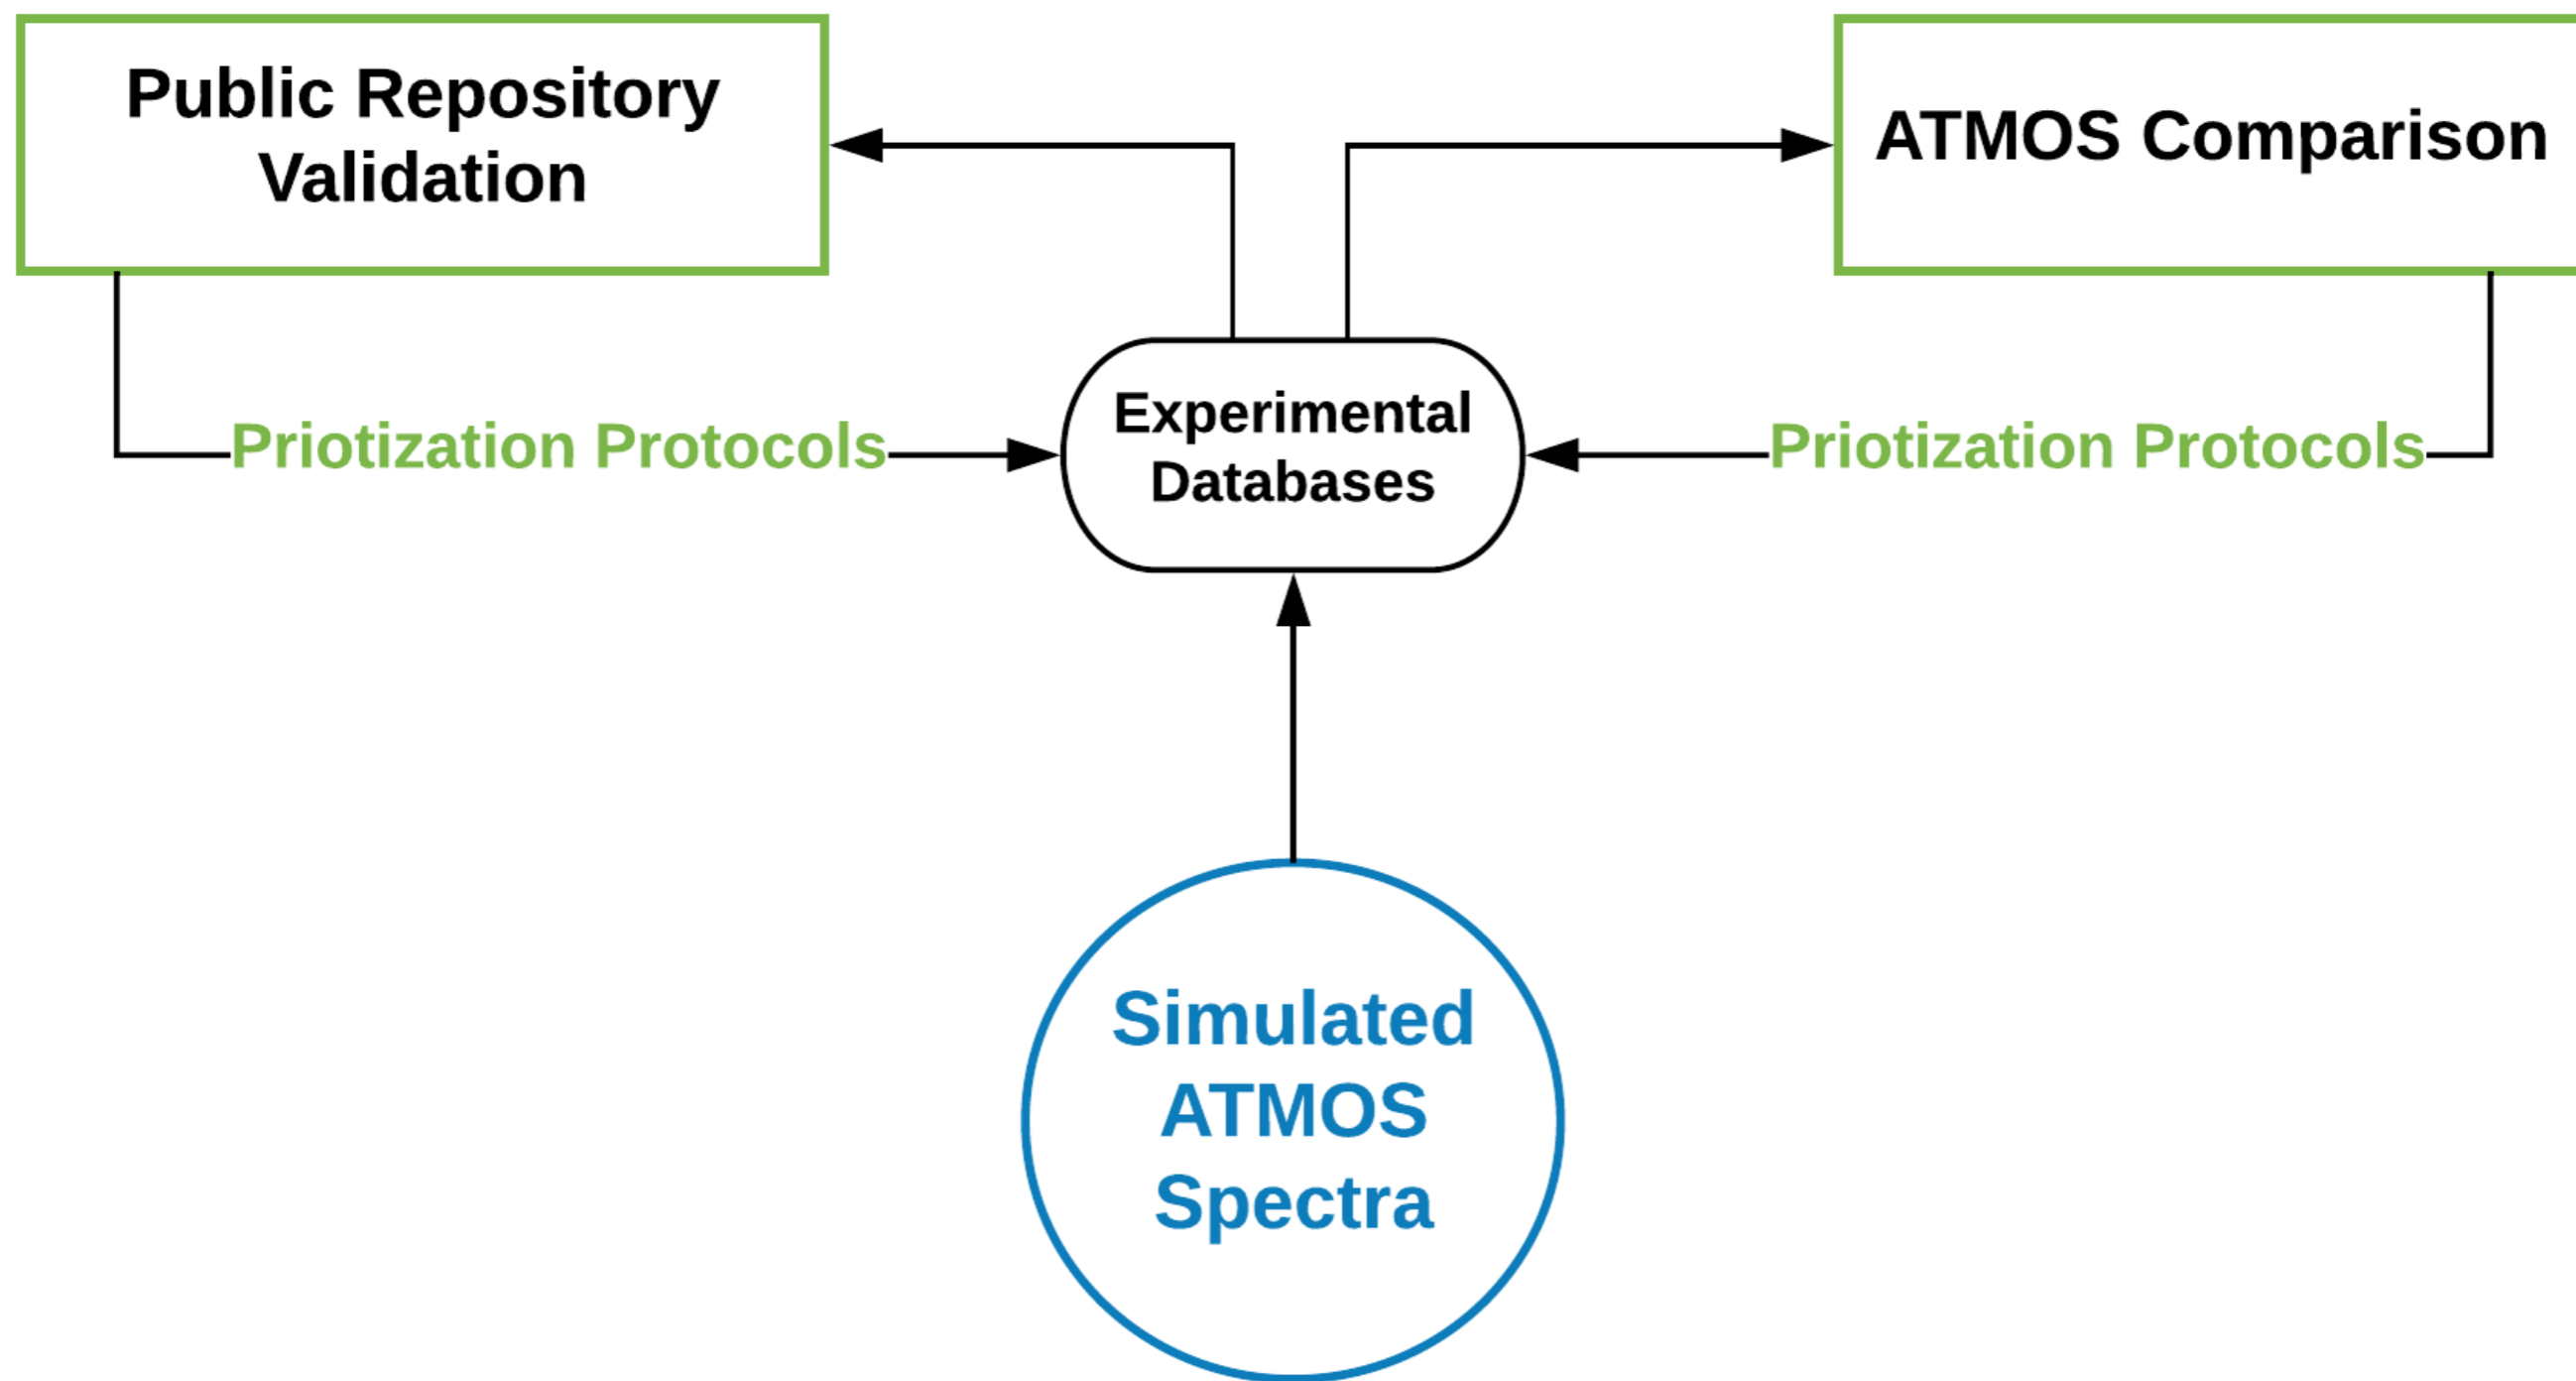 Public Repository
Validation
ATMOS Comparison
Priotization Protocols
Experimental
Databases
Priotization Protocols
Simulated
ATMOS
Spectra